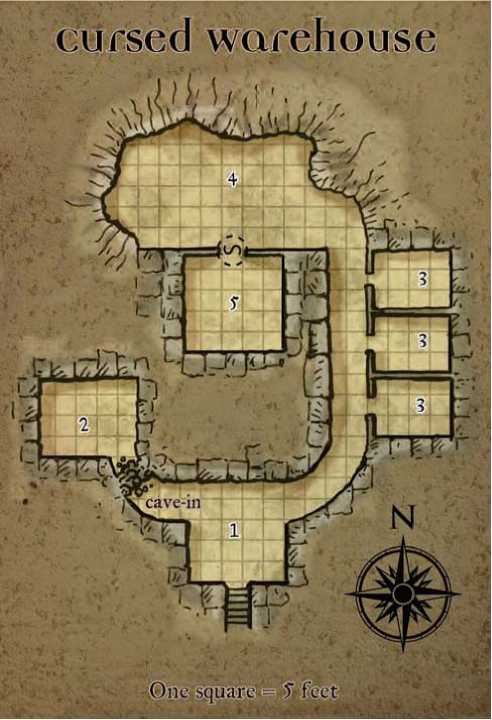 cursed warehouse
4
S
3
5
3
3
2
cave-in
1
N
One square = 5 feet